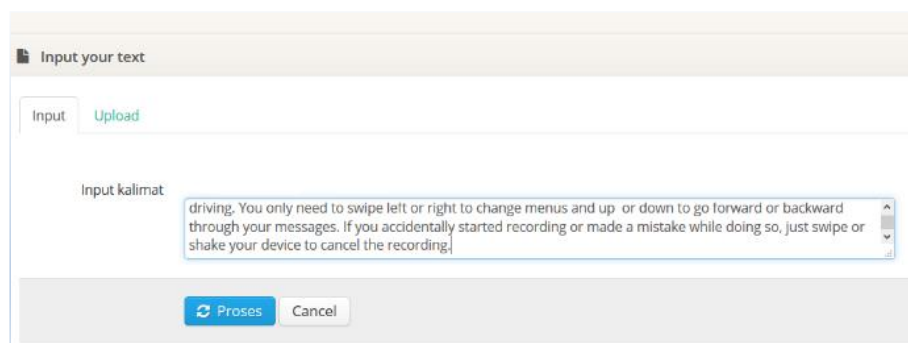 Input your text
Input Upload
Input kalimat
driving. You only need to swipe left or right to change menus and up or down to go forward or backward
through your messages. If you accidentally started recording or made a mistake while doing so, just swipe or
shake your device to cancel the recording.
Proses Cancel